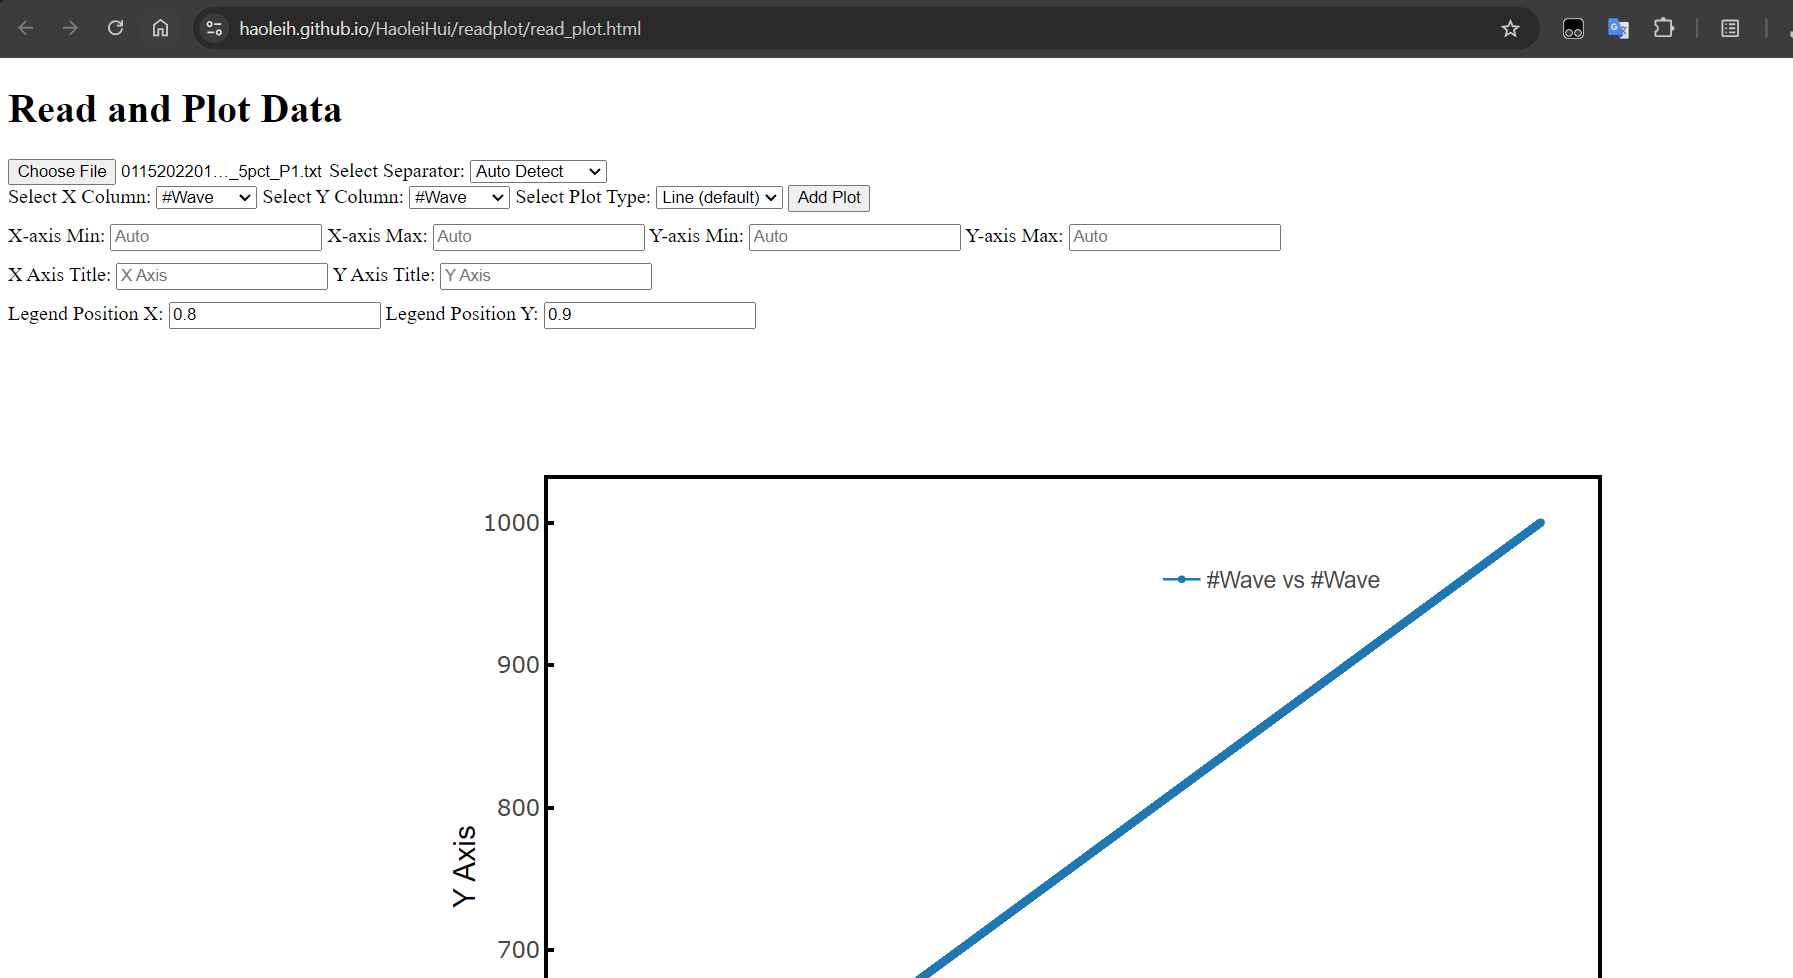 haoleih.github.io/HaoleiHui/readplot/read_plot.html
Read and Plot Data
Choose File 0115202201..._5pct_P1.txt Select Separator: Auto Detect
Select X Column: #Wave Select Y Column: #Wave Select Plot Type: Line (default) Add Plot
X-axis Min: Auto X-axis Max: Auto Y-axis Min: Auto Y-axis Max: Auto
X Axis Title: X Axis Y Axis Title: Y Axis
Legend Position X: 0.8 Legend Position Y: 0.9
1000
#Wave vs #Wave
900
800
Y Axis
700